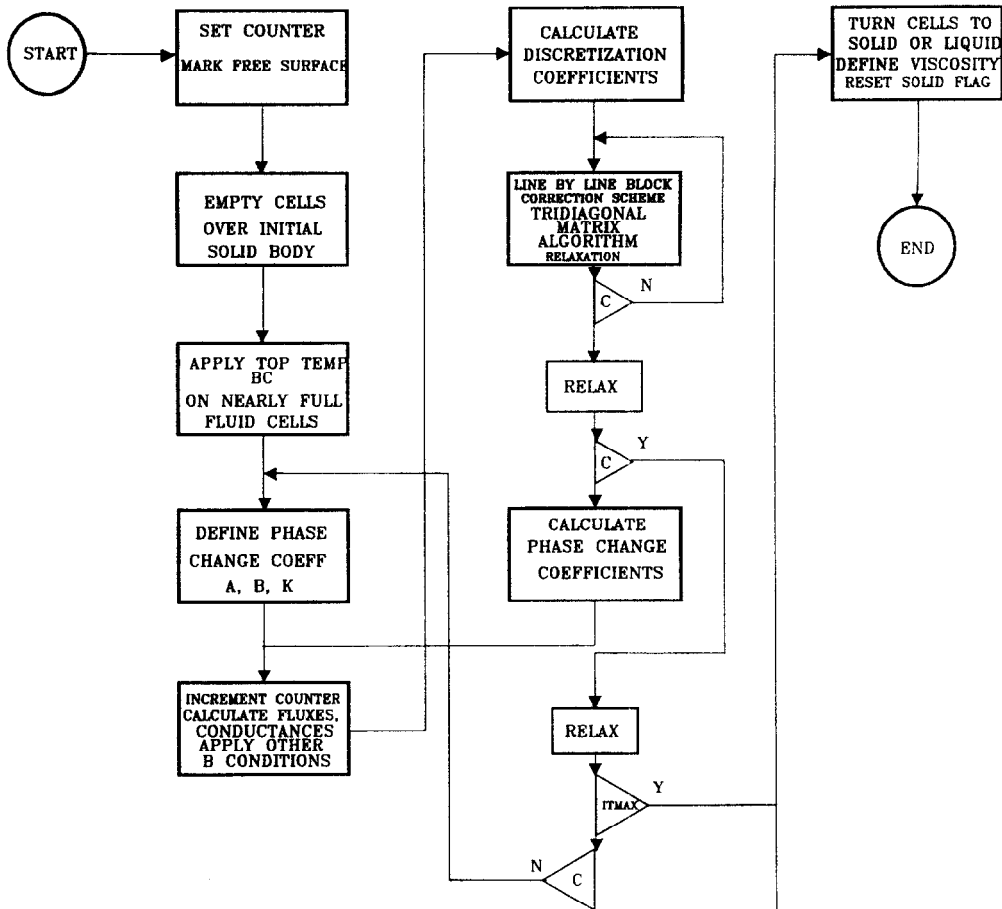 START
SET COUNTER
MARK FREE SURFACE
EMPTY CELLS
OVER INITIAL
SOLID BODY
APPLY TOP TEMP
BC
ON NEARLY FULL
FLUID CELLS
DEFINE PHASE
CHANGE COEFF
A, B, K
INCREMENT COUNTER
CALCULATE FLUXES,
CONDUCTANCES
APPLY OTHER
B CONDITIONS
CALCULATE
DISCRETIZATION
COEFFICIENTS
LINE BY LINE BLOCK
CORRECTION SCHEME
TRIDIAGONAL
MATRIX
ALGORITHM
RELAXATION
C
N
RELAX
C
Y
CALCULATE
PHASE CHANGE
COEFFICIENTS
RELAX
ITMAX
Y
N
C
TURN CELLS TO
SOLID OR LIQUID
DEFINE VISCOSITY
RESET SOLID FLAG
END